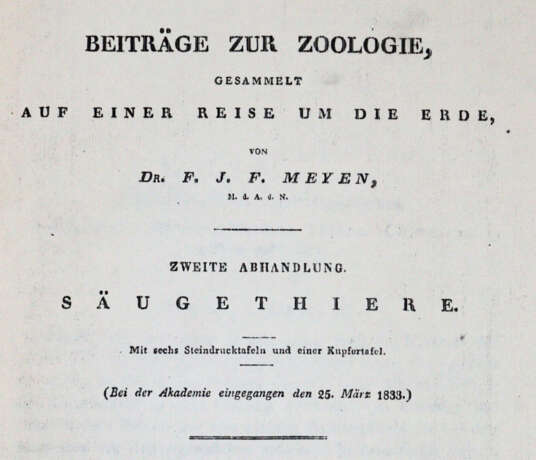 BEITRÄGE ZUR ZOOLOGIE,
GESAMMELT
AUF EINER REISE UM DIE ERDE,
VON
DR. F. J. F. MEYEN,
M. d. A. d. N.
ZWEITE ABHANDLUNG.
SÄUGETHIERE.
Mit sechs Steindrucktafeln und einer Kupfertafel.
(Bei der Akademie eingegangen den 25. März 1833.)